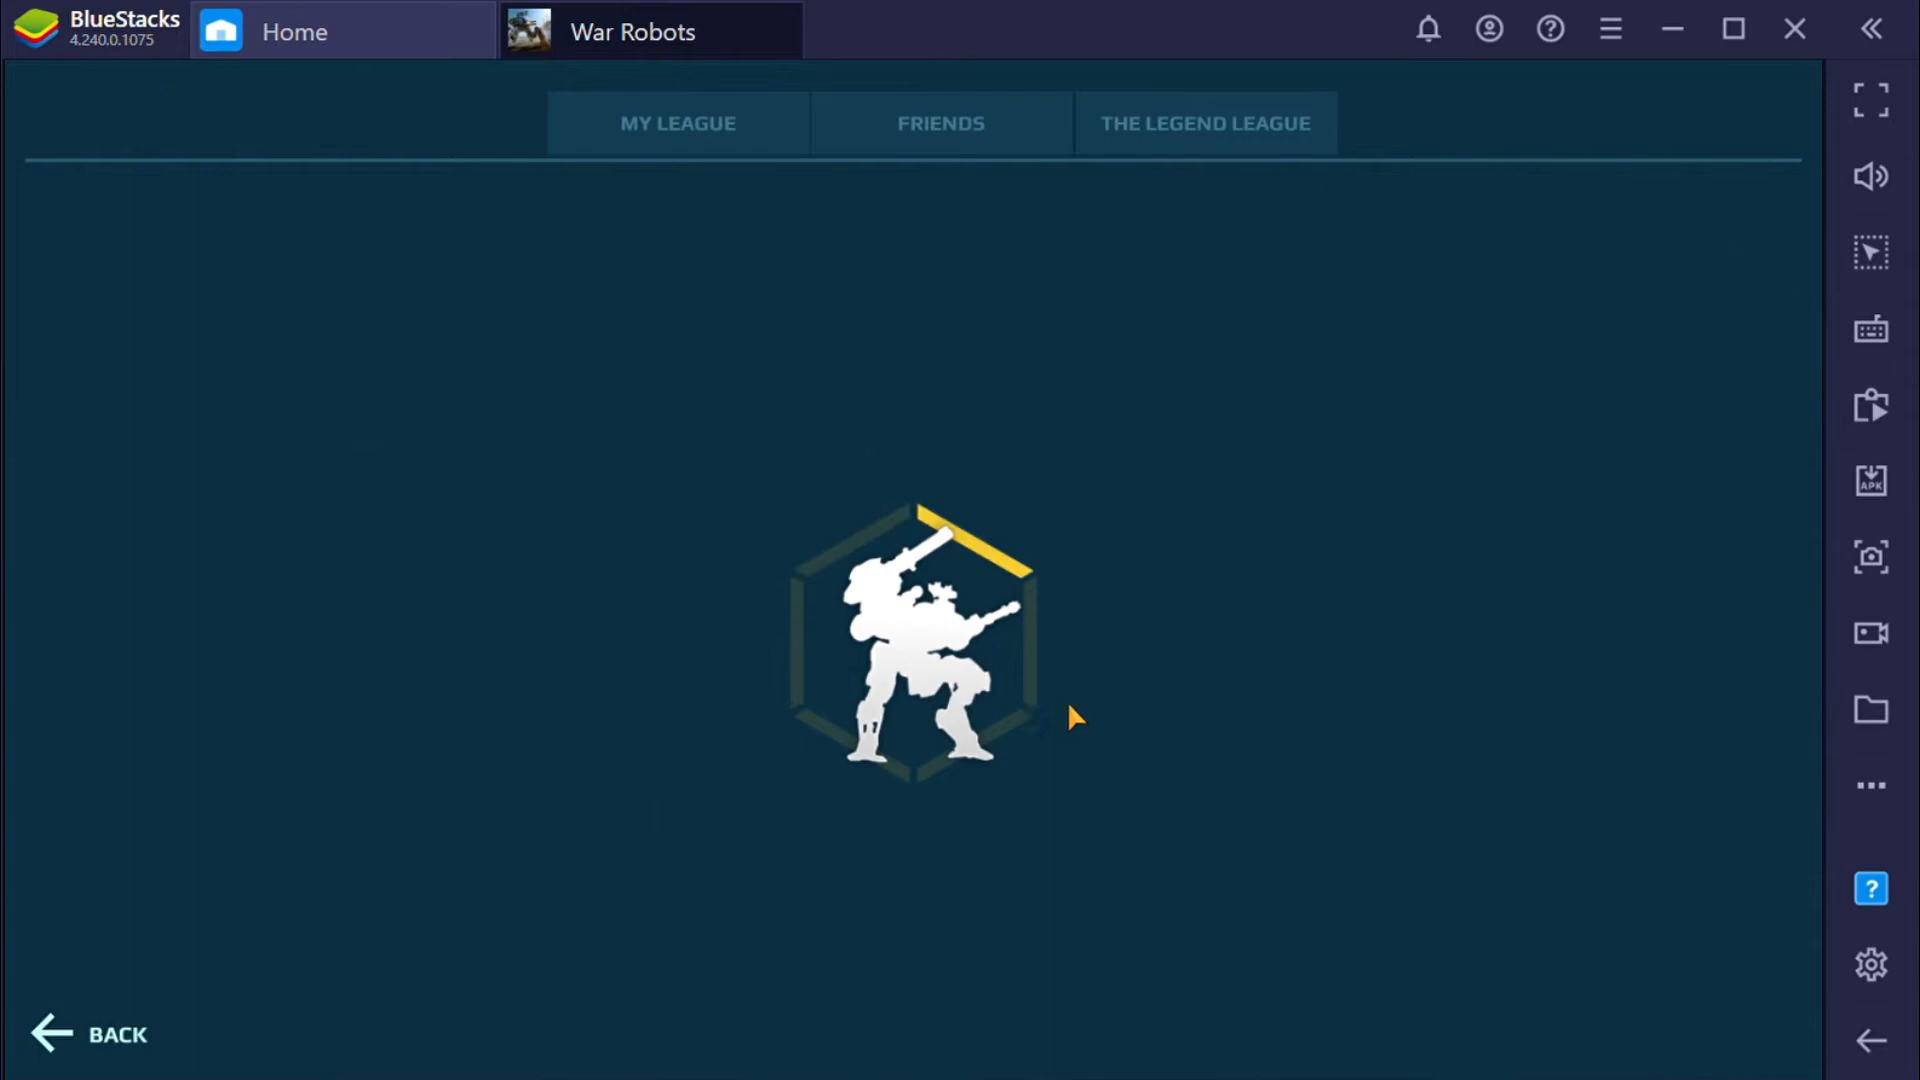 BlueStacks
4.240.0.1075
Home
War Robots
MY LEAGUE
FRIENDS
THE LEGEND LEAGUE
APK
?
BACK